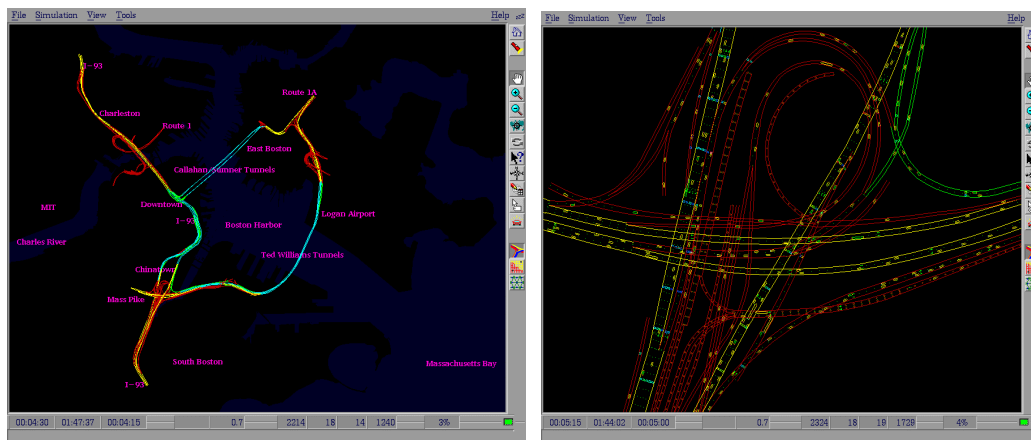 File Simulation View Tools Help
I-93
Route 1A
Charleston
Route 1
East Boston
Callahan/Sumner Tunnels
MIT
Downtown
I-93
Logan Airport
Boston Harbor
Charles River
Ted Williams Tunnels
Chinatown
Mass Pike
South Boston
Massachusetts Bay
I-93
00:04:30 01:47:37 00:04:15 0.7 2214 18 14 1240 3%
File Simulation View Tools Help
00:05:15 01:44:02 00:05:00 0.7 2324 18 19 1729 4%